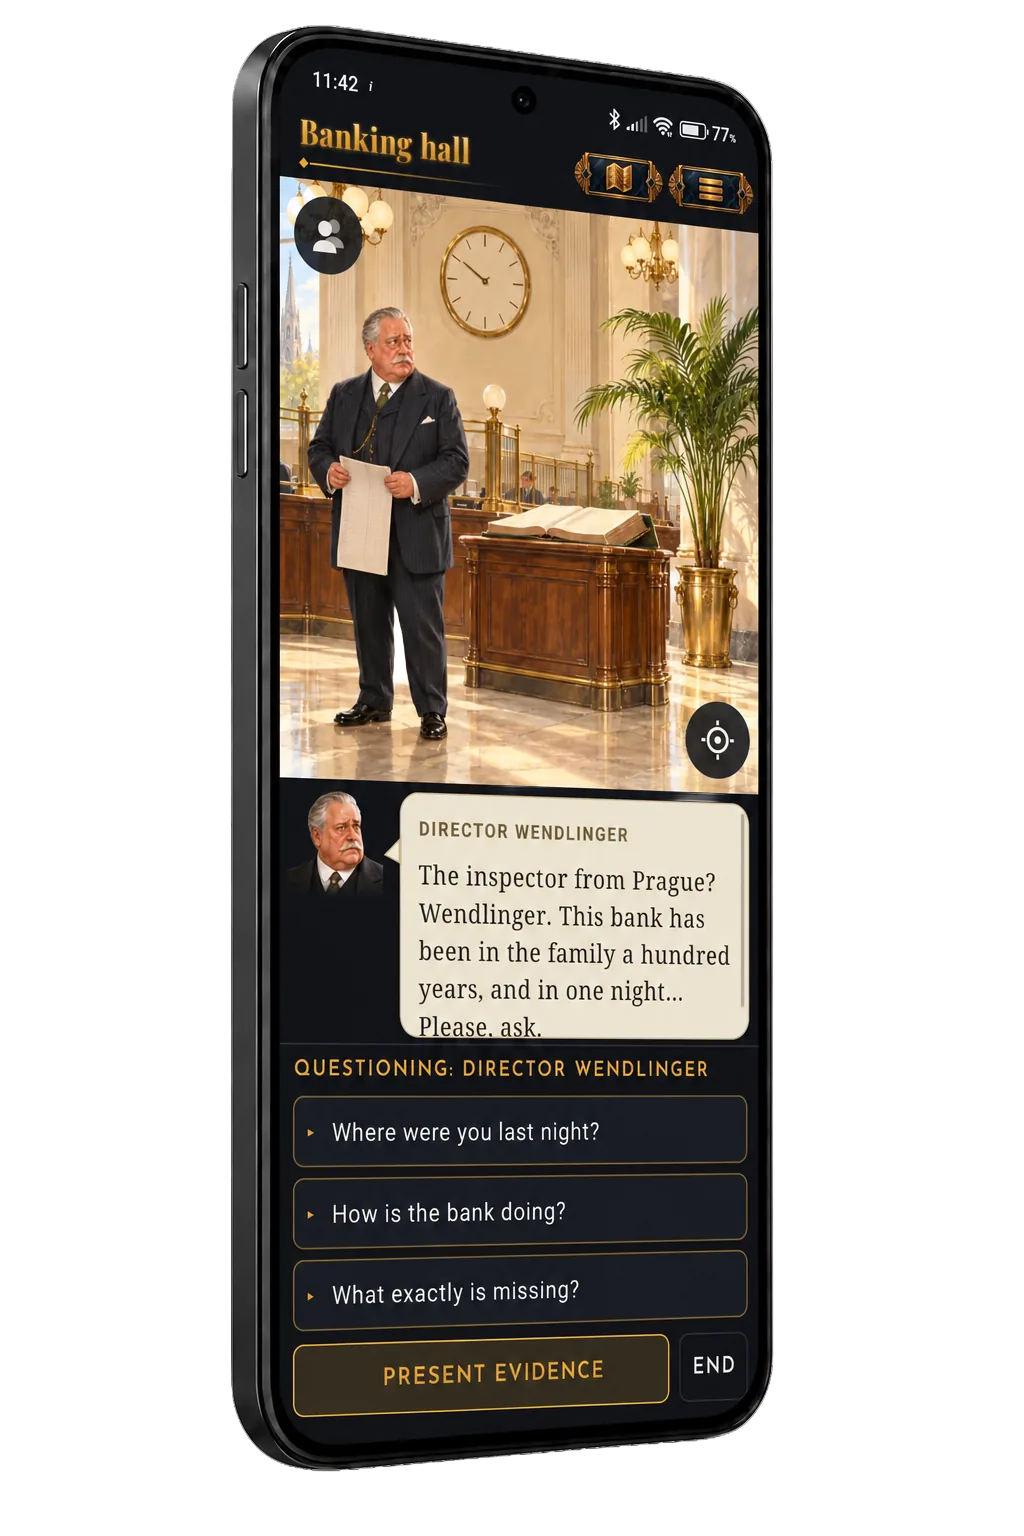 11:42 i
77%
Banking hall
DIRECTOR WENDLINGER
The inspector from Prague?
Wendlinger. This bank has
been in the family a hundred
years, and in one night...
Please, ask.
QUESTIONING: DIRECTOR WENDLINGER
Where were you last night?
How is the bank doing?
What exactly is missing?
PRESENT EVIDENCE
END